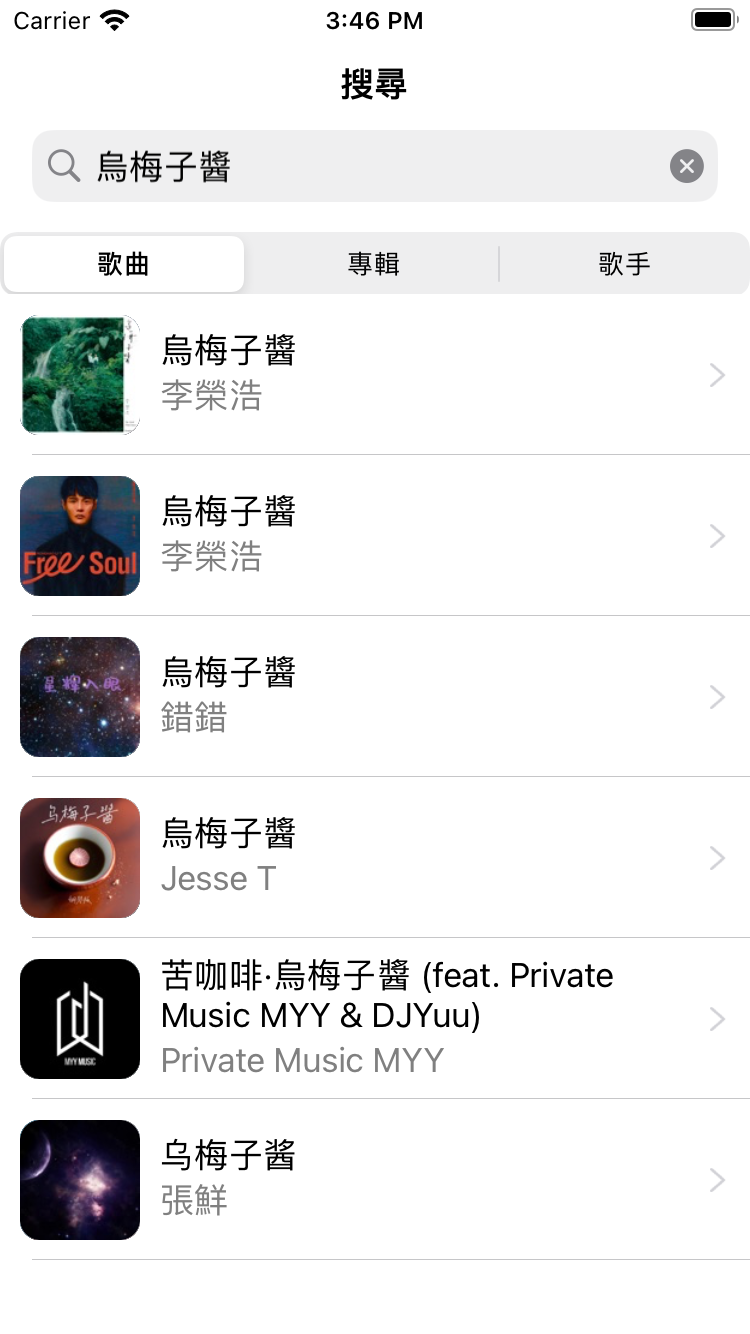 Carrier
3:46 PM
搜尋
烏梅子醬
歌曲
專輯
歌手
烏梅子醬
李榮浩
Free Soul
烏梅子醬
李榮浩
星輝入眼
烏梅子醬
錯錯
乌梅子酱
烏梅子醬
Jesse T
MYY MUSIC
苦咖啡·烏梅子醬 (feat. Private
Music MYY & DJYuu)
Private Music MYY
乌梅子酱
張鮮